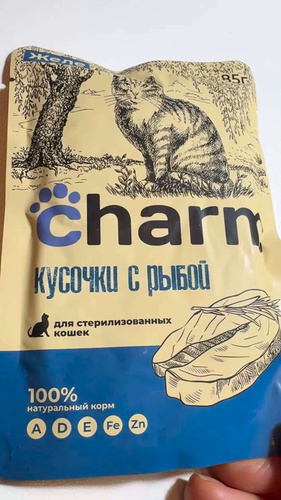 желе
85г
charm
кусочки с рыбой
для стерилизованных
кошек
100%
натуральный корм
A D E Fe Zn